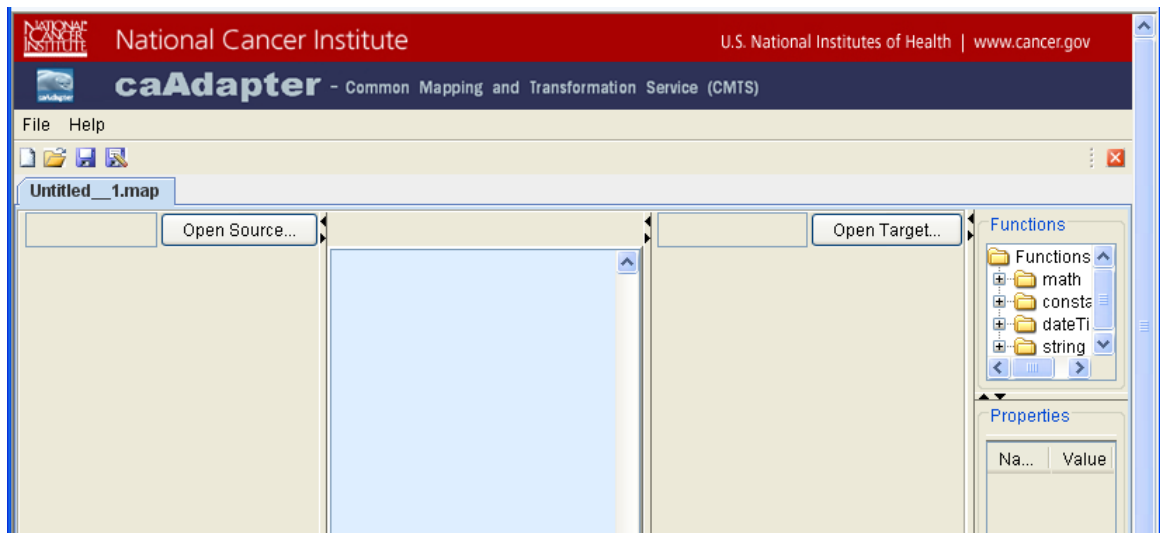 NATIONAL
CANCER
INSTITUTE
National Cancer Institute
U.S. National Institutes of Health | www.cancer.gov
caAdapter
caAdapter - Common Mapping and Transformation Service (CMTS)
File Help
Untitled__1.map
Open Source...
Open Target...
Functions
Functions
math
consta
dateTi
string
Properties
Na... Value